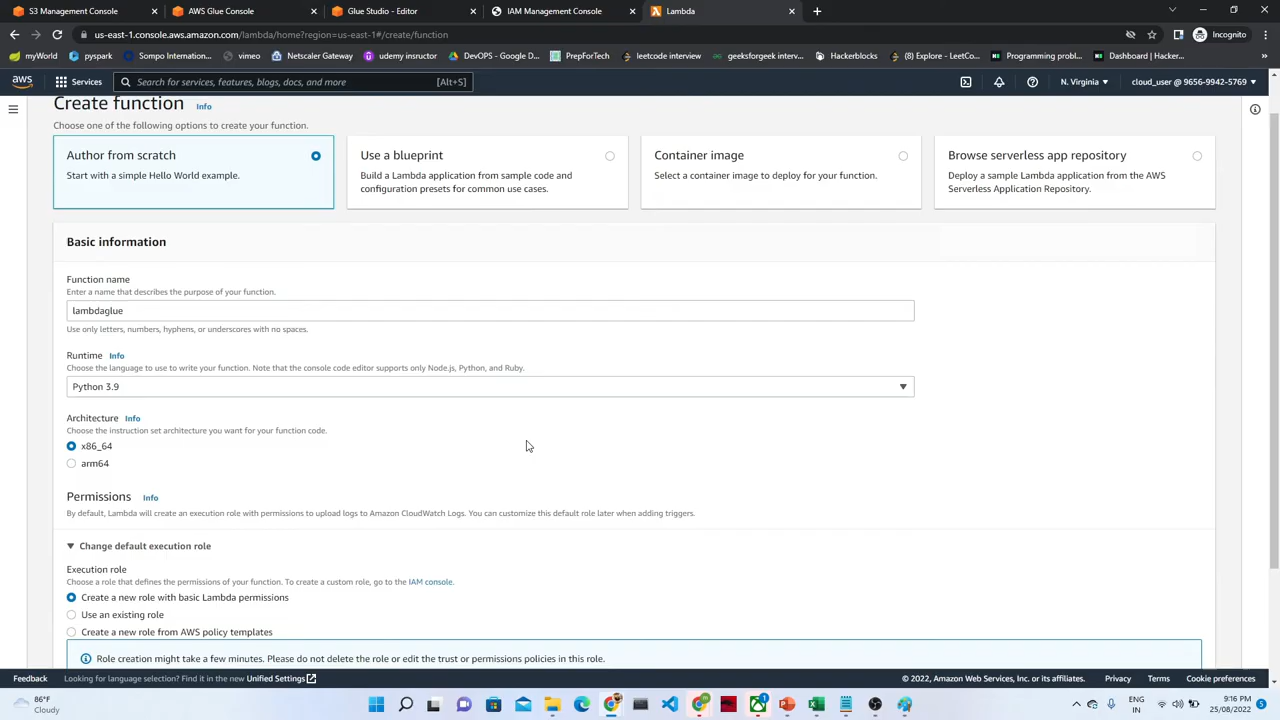 S3 Management Console
AWS Glue Console
Glue Studio - Editor
IAM Management Console
Lambda
us-east-1.console.aws.amazon.com/lambda/home?region=us-east-1#/create/function
Incognito
myWorld
pyspark
Sompo Internationa...
vimeo
Netscaler Gateway
udemy insructor
DevOPS - Google D...
PrepForTech
leetcode interview
geeksforgeek interv...
Hackerblocks
(8) Explore - LeetCo...
Programming probl...
Dashboard | Hacker...
aws
Services
Search for services, features, blogs, docs, and more
[Alt+S]
N. Virginia
cloud_user @ 9656-9942-5769
Create function Info
Choose one of the following options to create your function.
Author from scratch
Start with a simple Hello World example.
Use a blueprint
Build a Lambda application from sample code and
configuration presets for common use cases.
Container image
Select a container image to deploy for your function.
Browse serverless app repository
Deploy a sample Lambda application from the AWS
Serverless Application Repository.
Basic information
Function name
Enter a name that describes the purpose of your function.
lambdaglue
Use only letters, numbers, hyphens, or underscores with no spaces.
Runtime Info
Choose the language to use to write your function. Note that the console code editor supports only Node.js, Python, and Ruby.
Python 3.9
Architecture Info
Choose the instruction set architecture you want for your function code.
x86_64
arm64
Permissions Info
By default, Lambda will create an execution role with permissions to upload logs to Amazon CloudWatch Logs. You can customize this default role later when adding triggers.
Change default execution role
Execution role
Choose a role that defines the permissions of your function. To create a custom role, go to the IAM console.
Create a new role with basic Lambda permissions
Use an existing role
Create a new role from AWS policy templates
Role creation might take a few minutes. Please do not delete the role or edit the trust or permissions policies in this role.
Feedback
Looking for language selection? Find it in the new Unified Settings
© 2022, Amazon Web Services, Inc. or its affiliates.
Privacy
Terms
Cookie preferences
86°F
Cloudy
1
ENG
IN
9:16 PM
25/08/2022
5